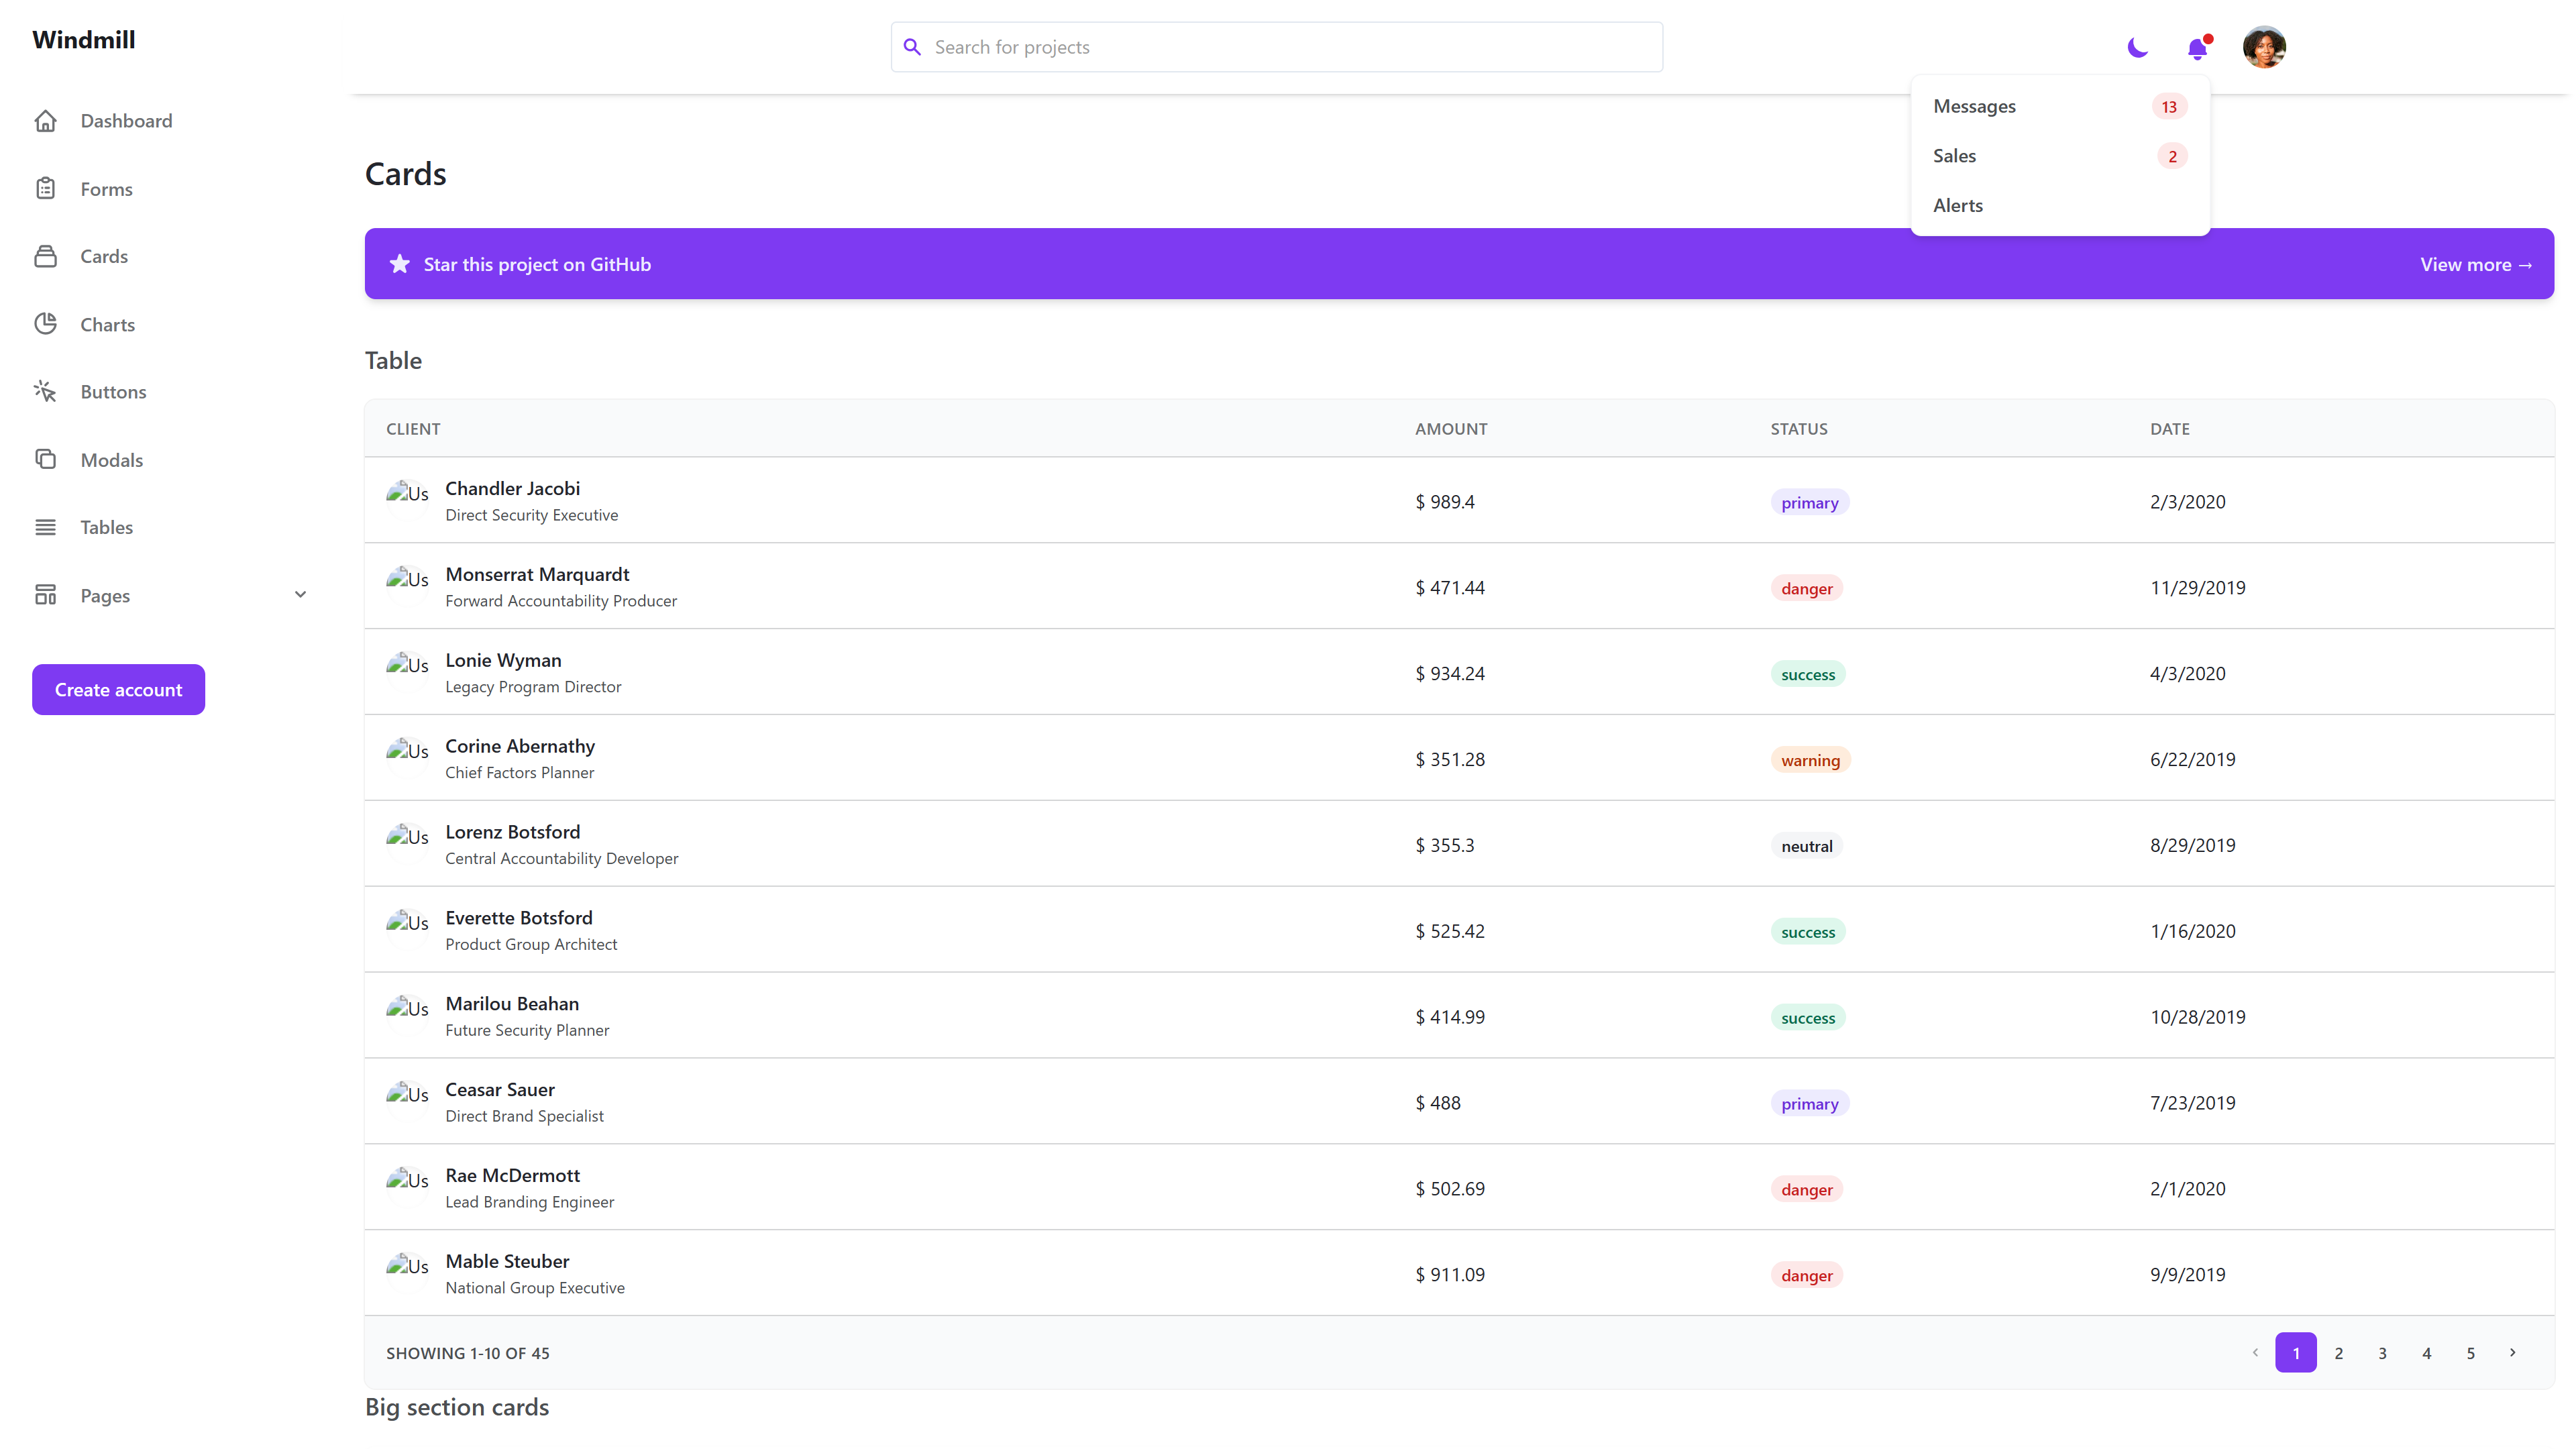 Windmill
Search for projects
Dashboard
Forms
Cards
Charts
Buttons
Modals
Tables
Pages
Create account
Messages 13
Sales 2
Alerts
Cards
Star this project on GitHub View more →
Table
CLIENT AMOUNT STATUS DATE
Us Chandler Jacobi
Direct Security Executive
$ 989.4 primary 2/3/2020
Us Monserrat Marquardt
Forward Accountability Producer
$ 471.44 danger 11/29/2019
Us Lonie Wyman
Legacy Program Director
$ 934.24 success 4/3/2020
Us Corine Abernathy
Chief Factors Planner
$ 351.28 warning 6/22/2019
Us Lorenz Botsford
Central Accountability Developer
$ 355.3 neutral 8/29/2019
Us Everette Botsford
Product Group Architect
$ 525.42 success 1/16/2020
Us Marilou Beahan
Future Security Planner
$ 414.99 success 10/28/2019
Us Ceasar Sauer
Direct Brand Specialist
$ 488 primary 7/23/2019
Us Rae McDermott
Lead Branding Engineer
$ 502.69 danger 2/1/2020
Us Mable Steuber
National Group Executive
$ 911.09 danger 9/9/2019
SHOWING 1-10 OF 45 1 2 3 4 5
Big section cards